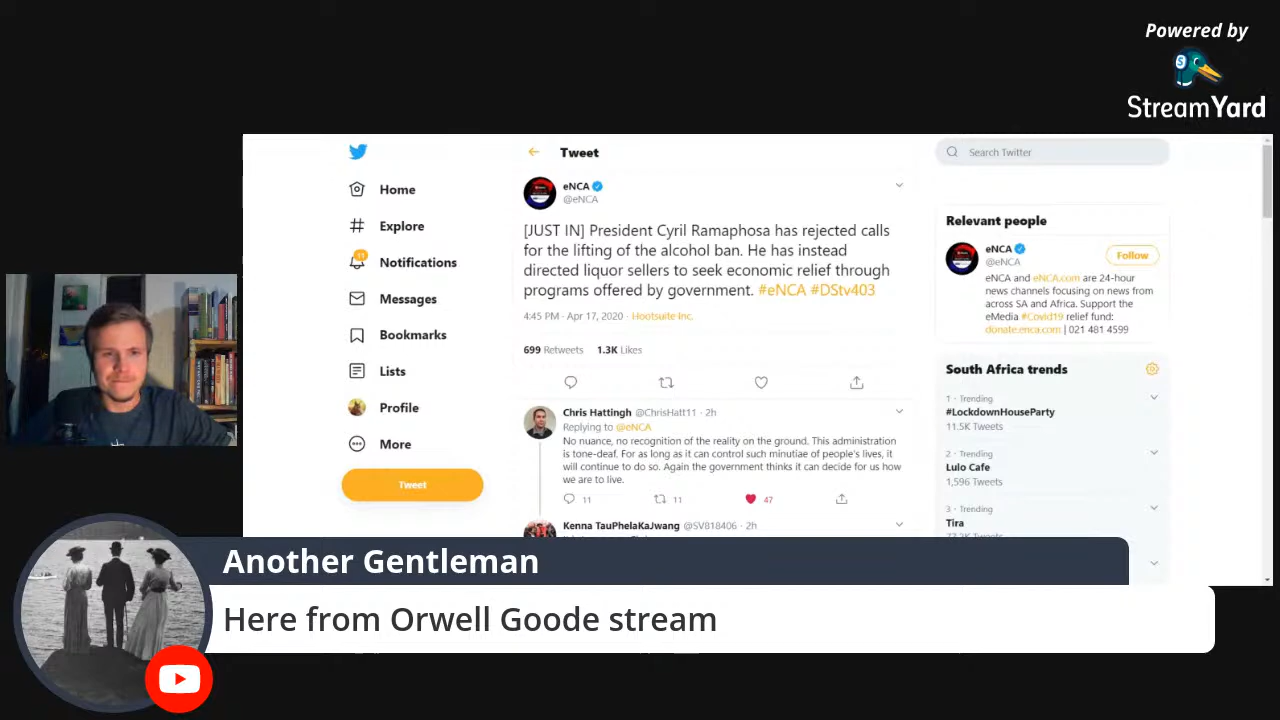 Powered by
StreamYard
Home
Explore
Notifications
Messages
Bookmarks
Lists
Profile
More
Tweet
Tweet
eNCA
@eNCA
[JUST IN] President Cyril Ramaphosa has rejected calls
for the lifting of the alcohol ban. He has instead
directed liquor sellers to seek economic relief through
programs offered by government. #eNCA #DStv403
4:45 PM · Apr 17, 2020 · Hootsuite Inc.
699 Retweets 1.3K Likes
Chris Hattingh @ChrisHatt11 · 2h
Replying to @eNCA
No nuance, no recognition of the reality on the ground. This administration
is tone-deaf. For as long as it can control such minutiae of people's lives, it
will continue to do so. Again the government thinks it can decide for us how
we are to live.
11 11 47
Kenna TauPhelaKaJwang @SV818406 · 2h
Search Twitter
Relevant people
eNCA
@eNCA
Follow
eNCA and eNCA.com are 24-hour
news channels focusing on news from
across SA and Africa. Support the
eMedia #Covid19 relief fund:
donate.enca.com | 021 481 4599
South Africa trends
1 · Trending
#LockdownHouseParty
11.5K Tweets
2 · Trending
Lulo Cafe
1,596 Tweets
3 · Trending
Tira
Another Gentleman
Here from Orwell Goode stream